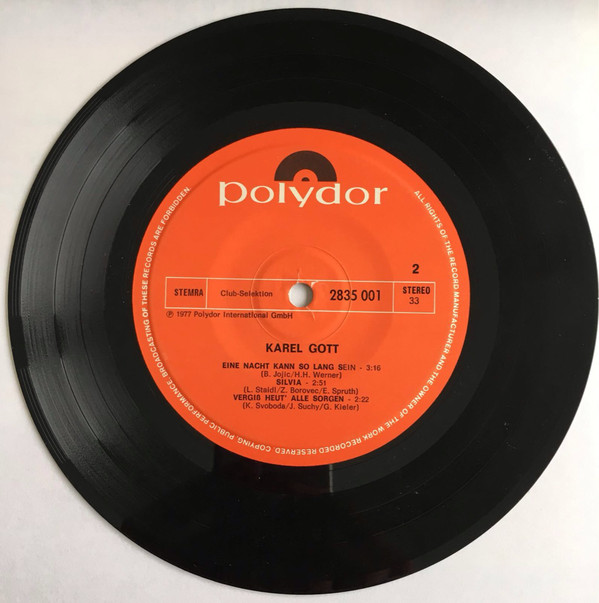 polydor
2
STEMRA
Club-Selektion
2835 001
STEREO
33
℗ 1977 Polydor International GmbH
KAREL GOTT
EINE NACHT KANN SO LANG SEIN - 3:16
(B. Jojic/H.H. Werner)
SILVIA - 2:51
(L. Staidl/Z. Borovec/E. Spruth)
VERGIß HEUT' ALLE SORGEN - 2:22
(K. Svoboda/J. Suchy/G. Kieler)
ALL RIGHTS OF THE RECORD MANUFACTURER AND THE OWNER OF THE WORK RECORDED RESERVED. COPYING, PUBLIC PERFORMANCE, BROADCASTING OF THESE RECORDS ARE FORBIDDEN.